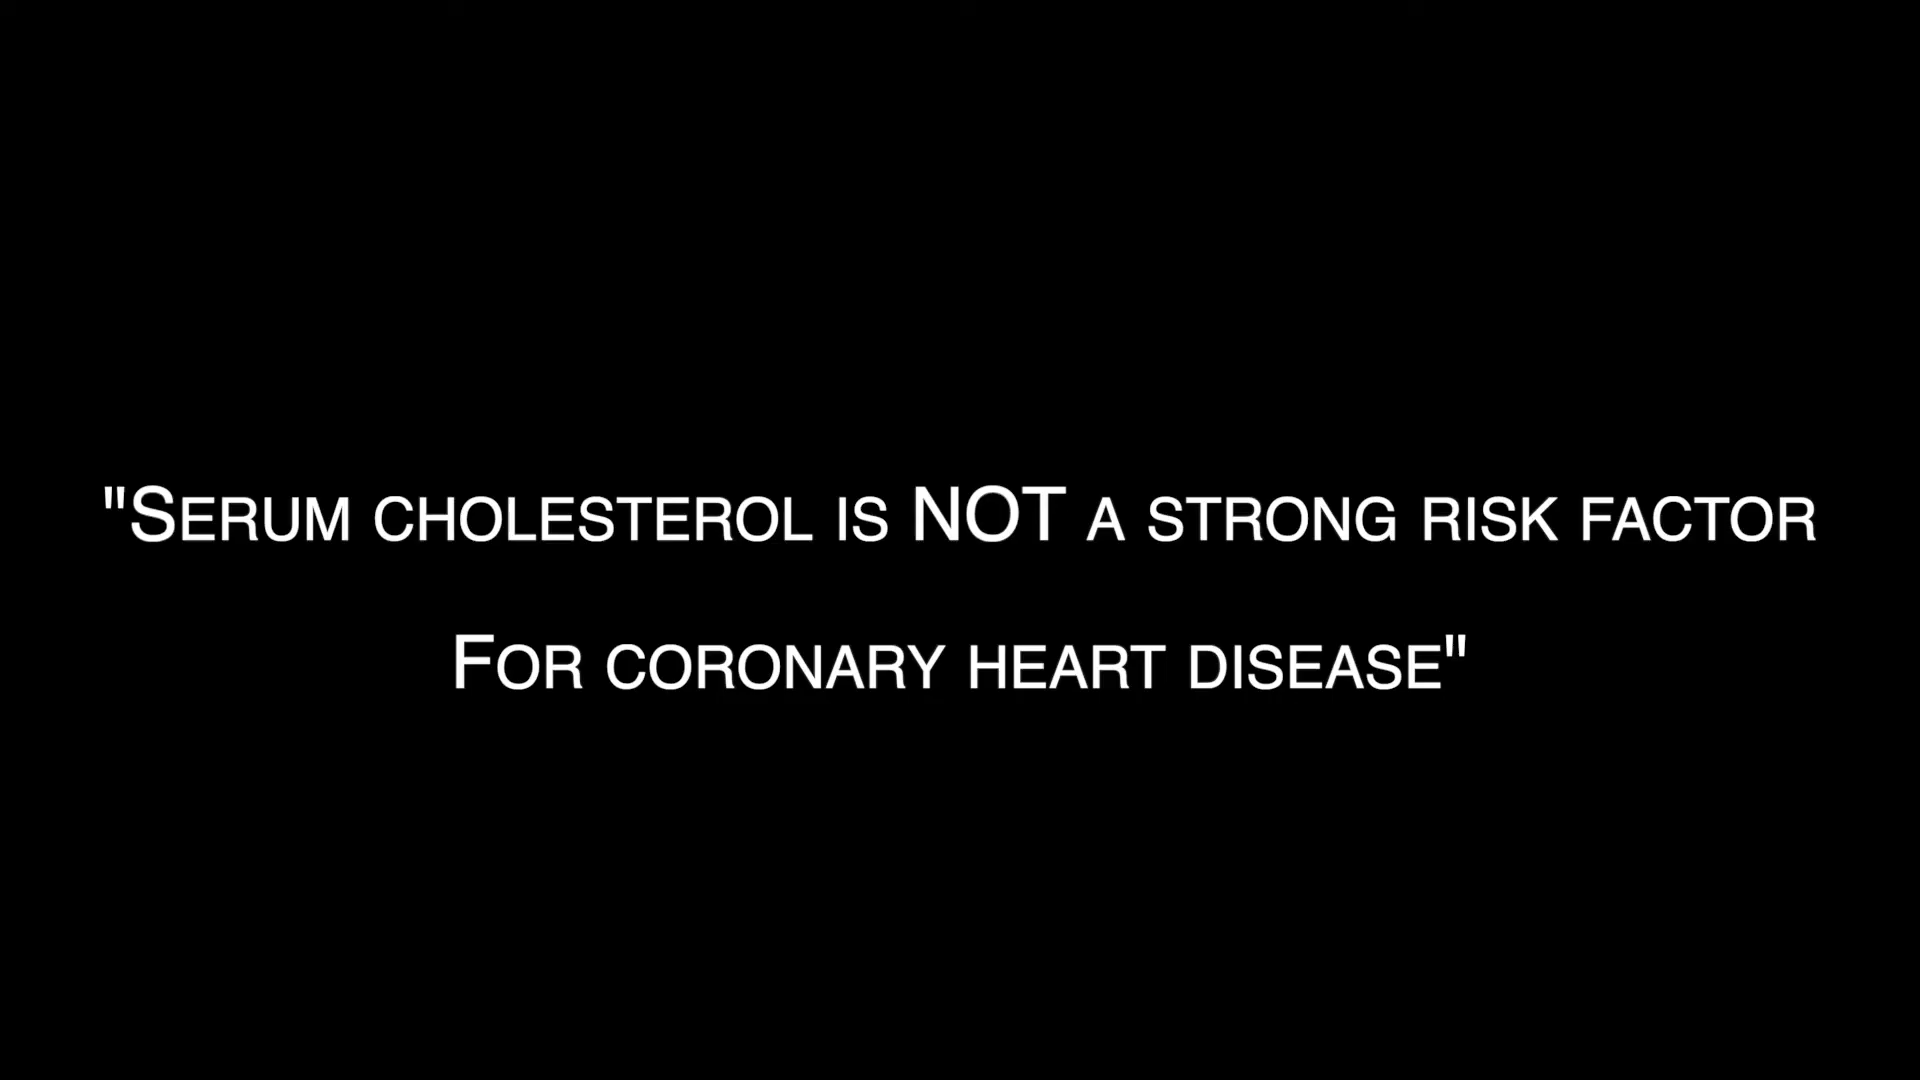 "Serum cholesterol is NOT a strong risk factor
For coronary heart disease"